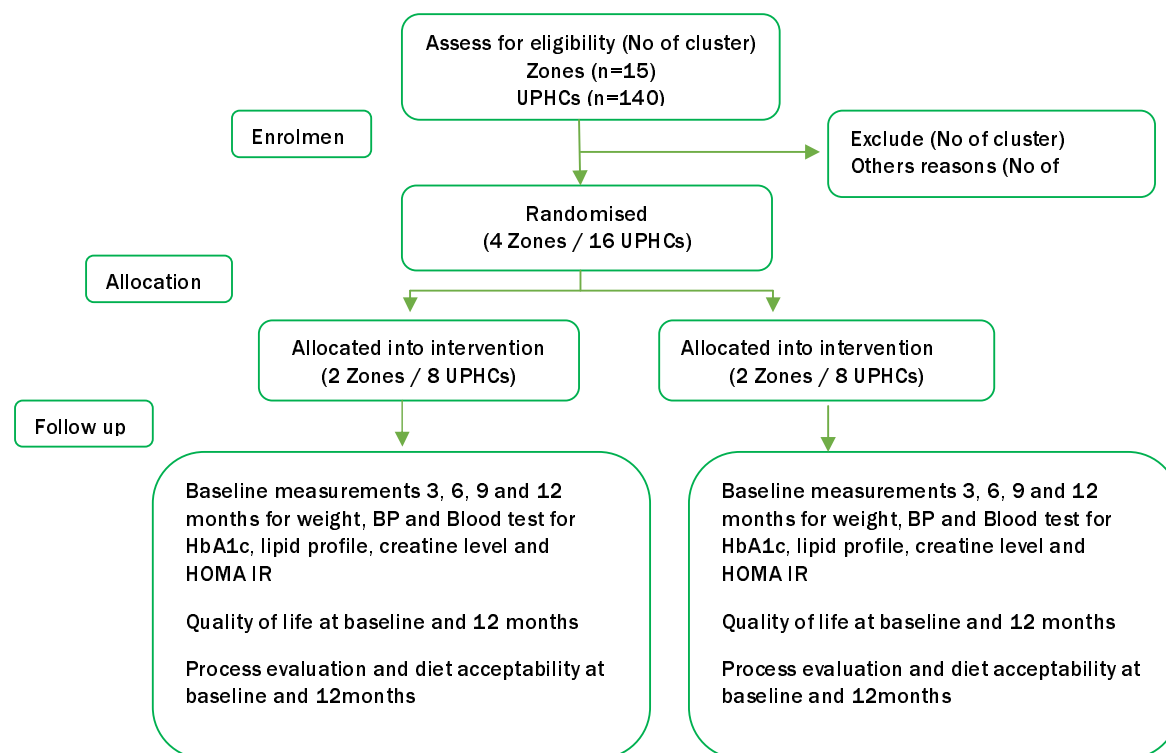 Assess for eligibility (No of cluster)
Zones (n=15)
UPHCs (n=140)
Enrolmen
Exclude (No of cluster)
Others reasons (No of
Randomised
(4 Zones / 16 UPHCs)
Allocation
Allocated into intervention
(2 Zones / 8 UPHCs)
Allocated into intervention
(2 Zones / 8 UPHCs)
Follow up
Baseline measurements 3, 6, 9 and 12
months for weight, BP and Blood test for
HbA1c, lipid profile, creatine level and
HOMA IR
Quality of life at baseline and 12 months
Process evaluation and diet acceptability at
baseline and 12months
Baseline measurements 3, 6, 9 and 12
months for weight, BP and Blood test for
HbA1c, lipid profile, creatine level and
HOMA IR
Quality of life at baseline and 12 months
Process evaluation and diet acceptability at
baseline and 12months